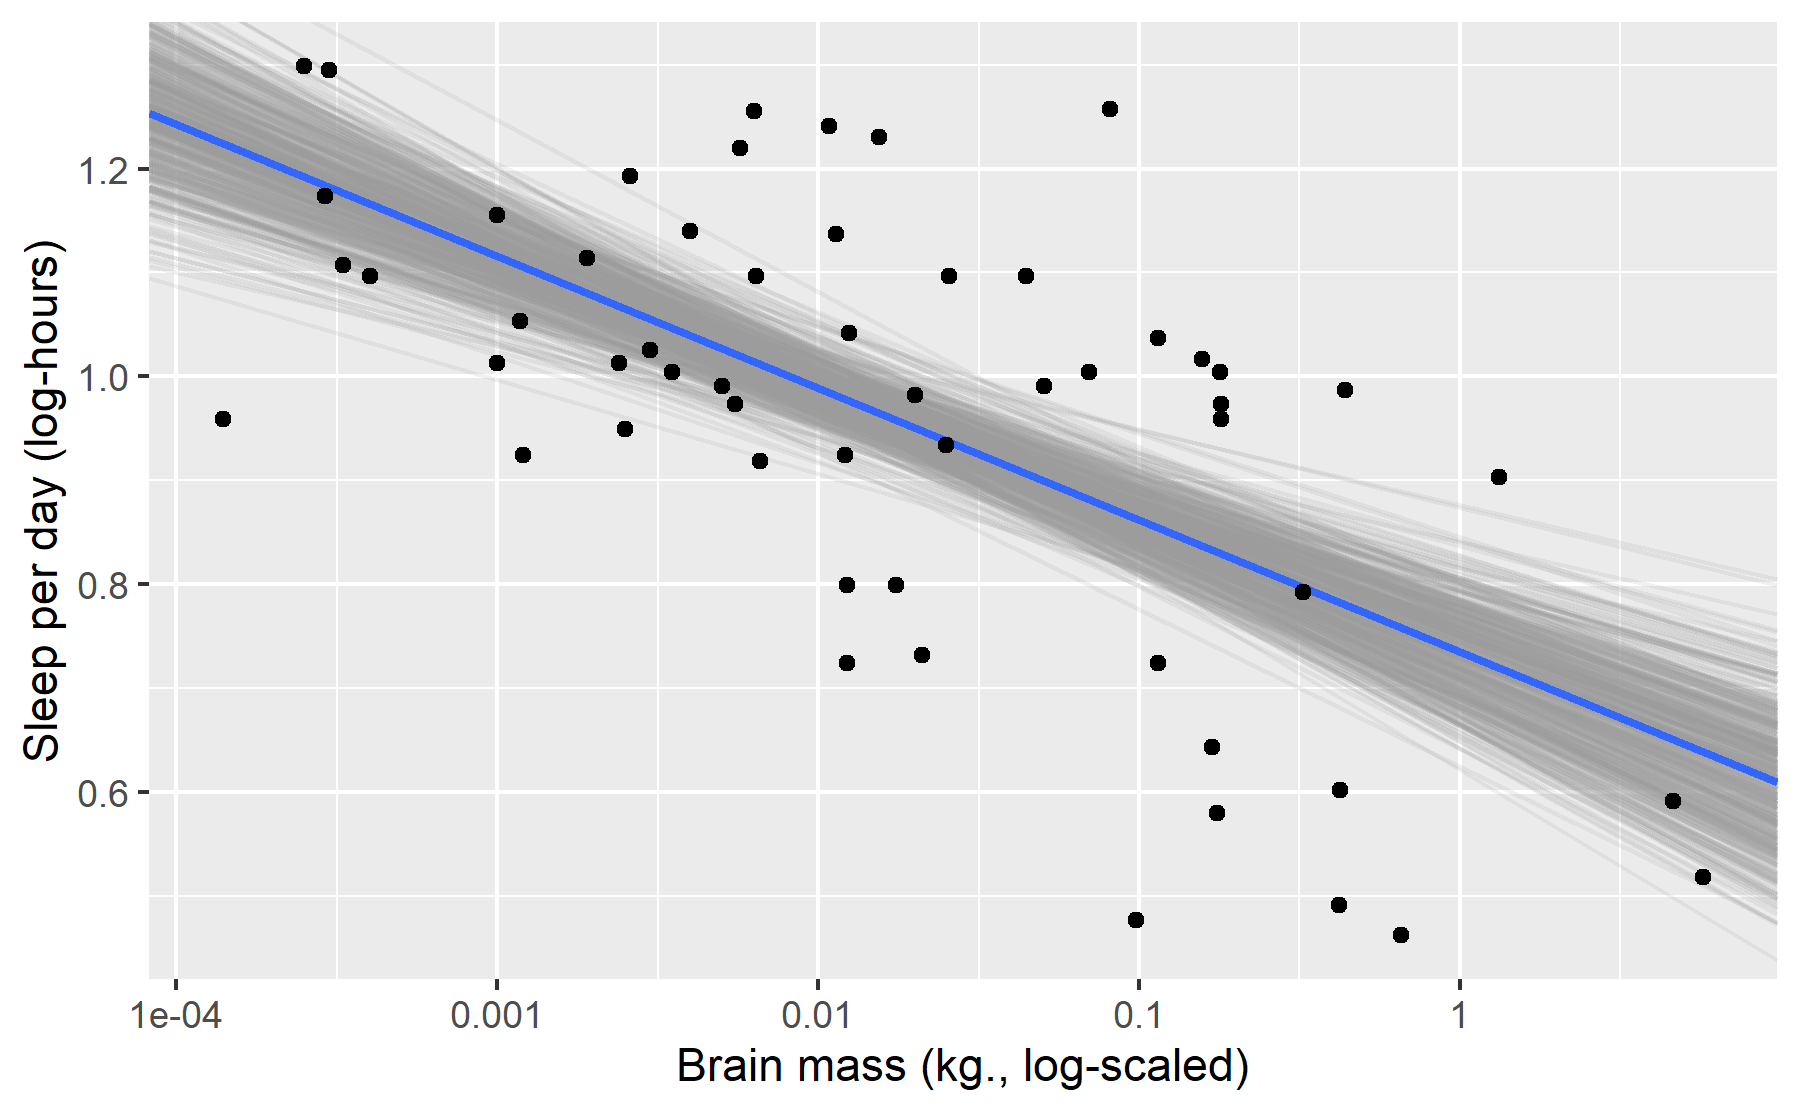 Sleep per day (log-hours)
1.2
1.0
0.8
0.6
1e-04
0.001
0.01
0.1
1
Brain mass (kg., log-scaled)